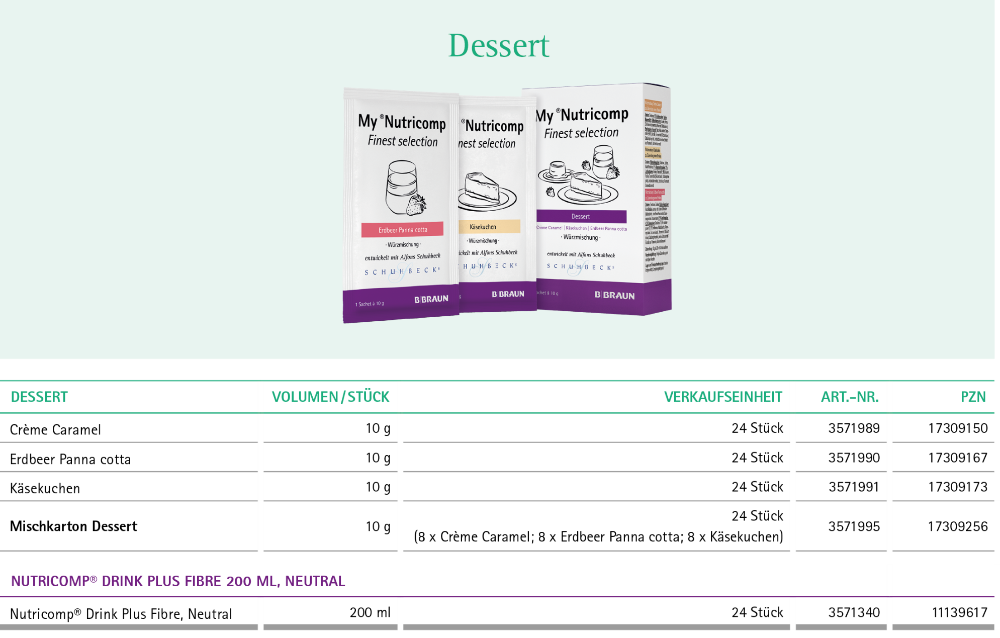 Dessert
My ®Nutricomp
Finest selection
Erdbeer Panna cotta
· Würzmischung ·
entwickelt mit Alfons Schuhbeck
SCHUHBECKs
1 Sachet à 10 g
B|BRAUN
®Nutricomp
nest selection
Käsekuchen
· Würzmischung ·
ickelt mit Alfons Schuhbeck
HUHBECKs
g
B|BRAUN
My ®Nutricomp
Finest selection
Dessert
Crème Caramel | Käsekuchen | Erdbeer Panna cotta
· Würzmischung ·
entwickelt mit Alfons Schuhbeck
SCHUHBECKs
achet à 10 g
B|BRAUN
DESSERT VOLUMEN/STÜCK VERKAUFSEINHEIT ART.-NR. PZN
Crème Caramel 10 g 24 Stück 3571989 17309150
Erdbeer Panna cotta 10 g 24 Stück 3571990 17309167
Käsekuchen 10 g 24 Stück 3571991 17309173
Mischkarton Dessert 10 g 24 Stück 3571995 17309256
(8 x Crème Caramel; 8 x Erdbeer Panna cotta; 8 x Käsekuchen)
NUTRICOMP® DRINK PLUS FIBRE 200 ML, NEUTRAL
Nutricomp® Drink Plus Fibre, Neutral 200 ml 24 Stück 3571340 11139617